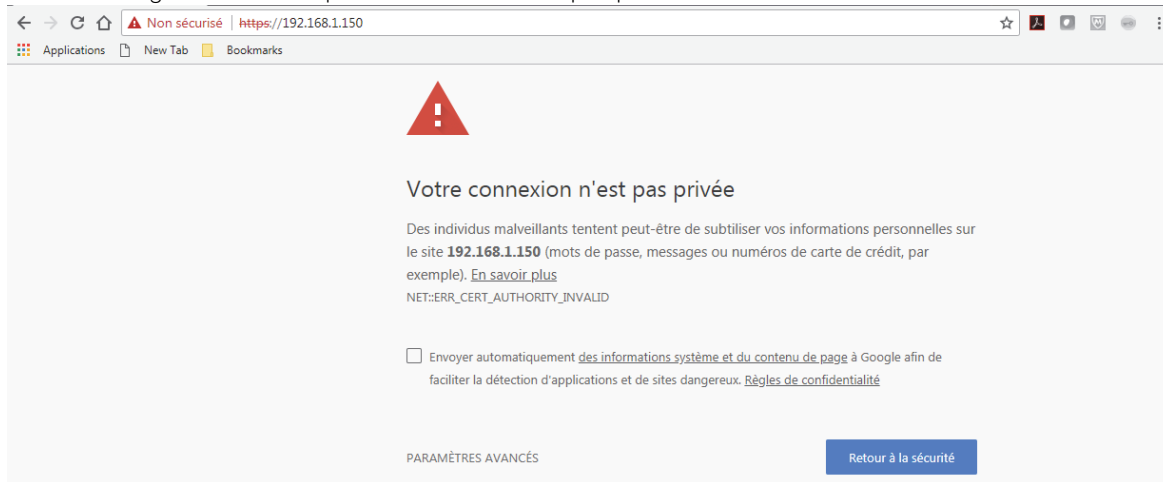 Non sécurisé | https://192.168.1.150
Applications New Tab Bookmarks
Votre connexion n'est pas privée
Des individus malveillants tentent peut-être de subtiliser vos informations personnelles sur
le site 192.168.1.150 (mots de passe, messages ou numéros de carte de crédit, par
exemple). En savoir plus
NET::ERR_CERT_AUTHORITY_INVALID
Envoyer automatiquement des informations système et du contenu de page à Google afin de
faciliter la détection d'applications et de sites dangereux. Règles de confidentialité
PARAMÈTRES AVANCÉS Retour à la sécurité